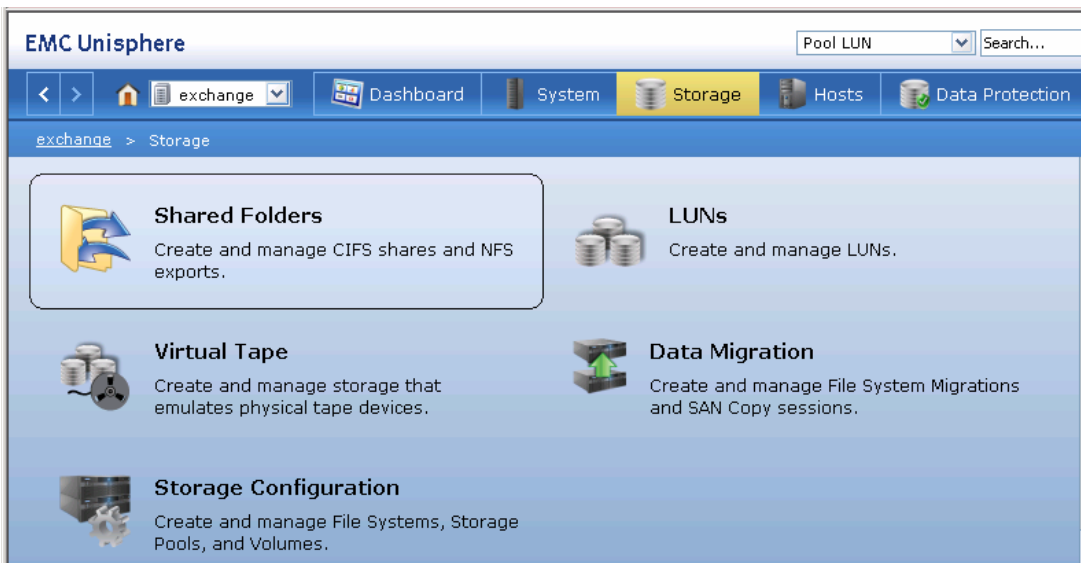 EMC Unisphere
Pool LUN
Search...
exchange
Dashboard
System
Storage
Hosts
Data Protection
exchange > Storage
Shared Folders
Create and manage CIFS shares and NFS
exports.
LUNs
Create and manage LUNs.
Virtual Tape
Create and manage storage that
emulates physical tape devices.
Data Migration
Create and manage File System Migrations
and SAN Copy sessions.
Storage Configuration
Create and manage File Systems, Storage
Pools, and Volumes.